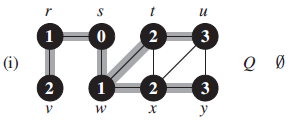 r s t u
1 0 2 3
(i) Q ∅
2 1 2 3
v w x y